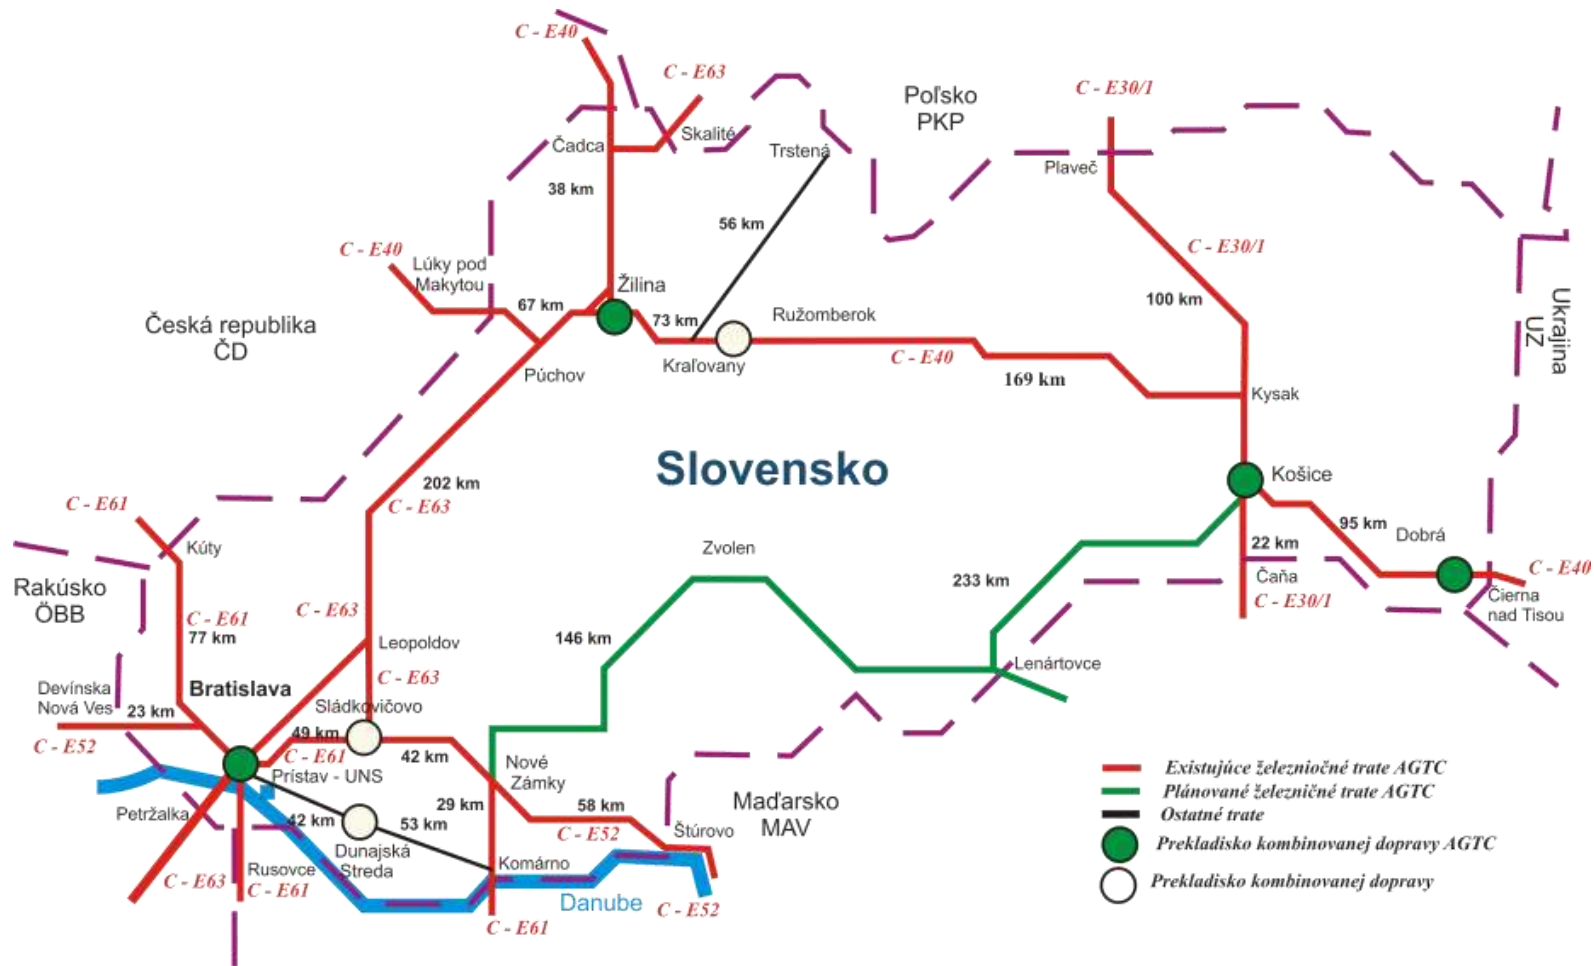 C - E40
C - E63
Poľsko
PKP
C - E30/1
Čadca
Skalité
Trstená
Plaveč
38 km
56 km
C - E40
Lúky pod
Makytou
C - E30/1
Žilina
67 km
73 km
Ružomberok
100 km
Ukrajina
UZ
Česká republika
ČD
Púchov
Kraľovany
C - E40
169 km
Kysak
Slovensko
202 km
C - E63
Košice
C - E61
Kúty
95 km
Dobrá
Zvolen
22 km
Čaňa
C - E40
Rakúsko
ÖBB
233 km
C - E30/1
Čierna
nad Tisou
C - E61
77 km
C - E63
Leopoldov
146 km
Lenártovce
C - E63
Devínska
Nová Ves
Bratislava
23 km
Sládkovičovo
49 km
C - E52
C - E61
42 km
Nové
Zámky
Prístav - UNS
Petržalka
42 km
53 km
29 km
58 km
C - E52
Štúrovo
Maďarsko
MAV
Dunajská
Streda
Rusovce
Komárno
C - E63
C - E61
Danube
C - E52
C - E61
Existujúce železniočné trate AGTC
Plánované železničné trate AGTC
Ostatné trate
Prekladisko kombinovanej dopravy AGTC
Prekladisko kombinovanej dopravy